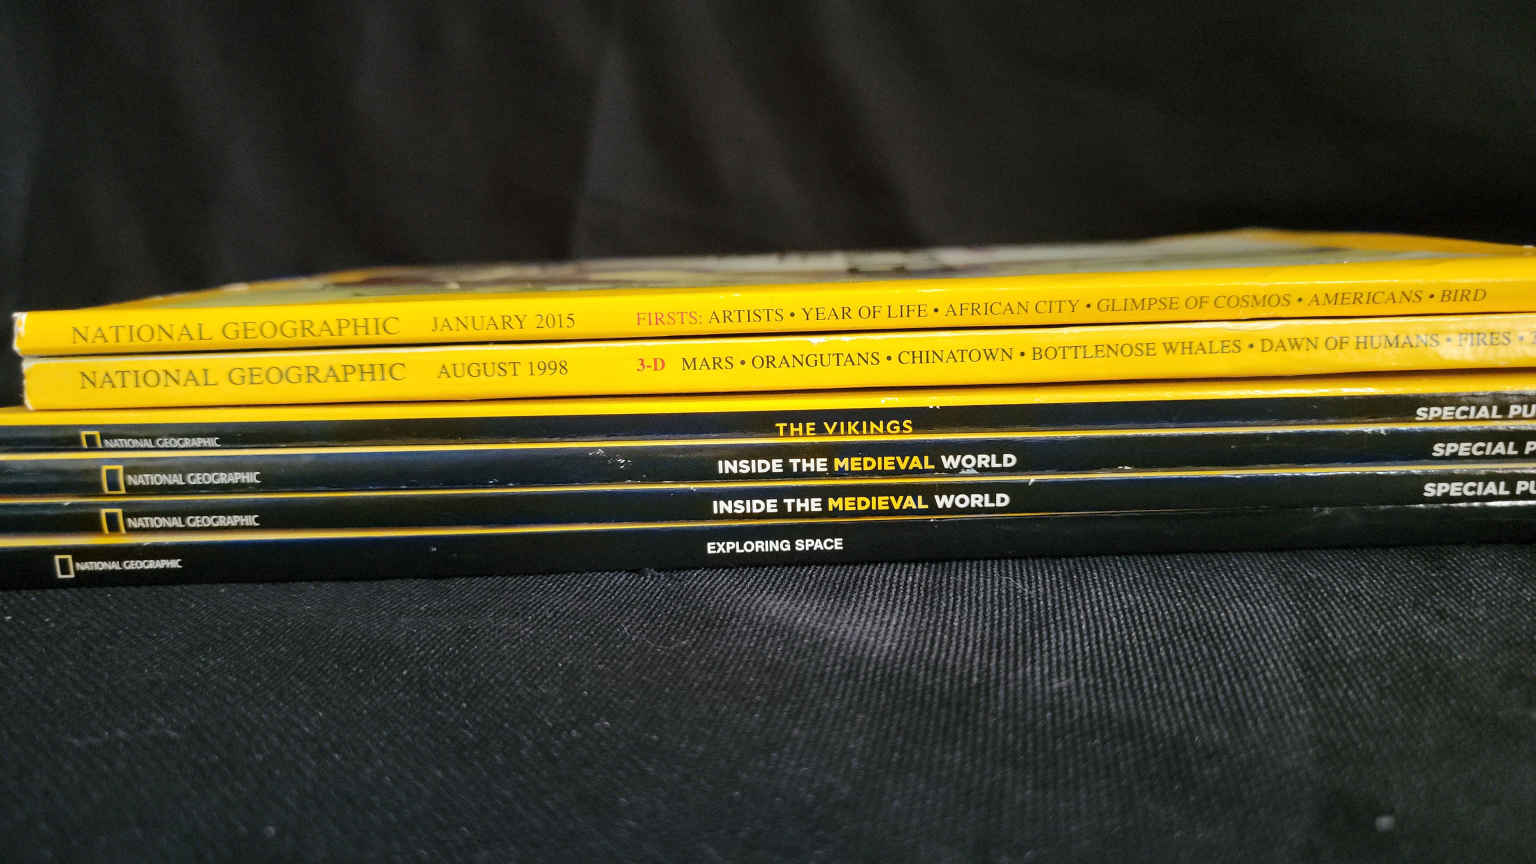 NATIONAL GEOGRAPHIC JANUARY 2015 FIRSTS: ARTISTS • YEAR OF LIFE • AFRICAN CITY • GLIMPSE OF COSMOS • AMERICANS • BIRD
NATIONAL GEOGRAPHIC AUGUST 1998 3-D MARS • ORANGUTANS • CHINATOWN • BOTTLENOSE WHALES • DAWN OF HUMANS • FIRES •
NATIONAL GEOGRAPHIC THE VIKINGS SPECIAL PU
NATIONAL GEOGRAPHIC INSIDE THE MEDIEVAL WORLD SPECIAL P
NATIONAL GEOGRAPHIC INSIDE THE MEDIEVAL WORLD SPECIAL PU
NATIONAL GEOGRAPHIC EXPLORING SPACE